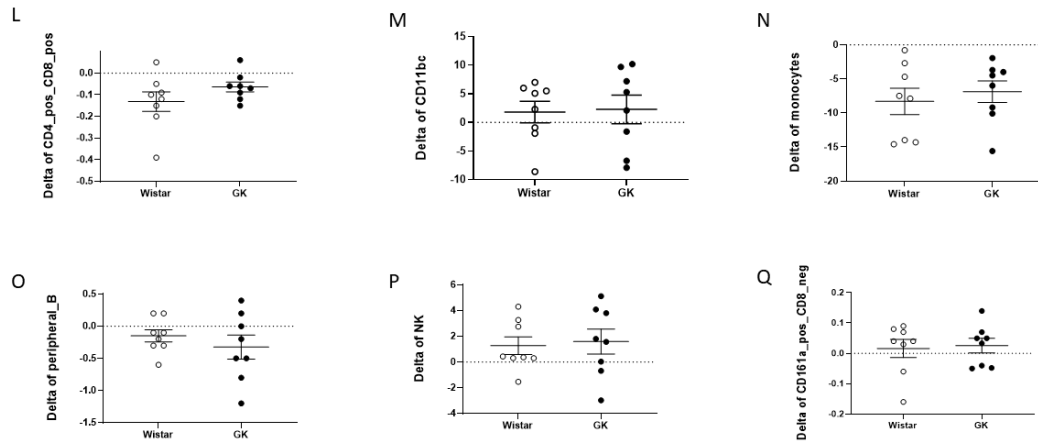 L
Delta of CD4_pos_CD8_pos
0.0
-0.1
-0.2
-0.3
-0.4
-0.5
Wistar
GK
M
Delta of CD11bc
15
10
5
0
-5
-10
Wistar
GK
N
Delta of monocytes
0
-5
-10
-15
-20
Wistar
GK
O
Delta of peripheral_B
0.5
0.0
-0.5
-1.0
-1.5
Wistar
GK
P
Delta of NK
6
4
2
0
-2
-4
Wistar
GK
Q
Delta of CD161a_pos_CD8_neg
0.2
0.1
0.0
-0.1
-0.2
Wistar
GK